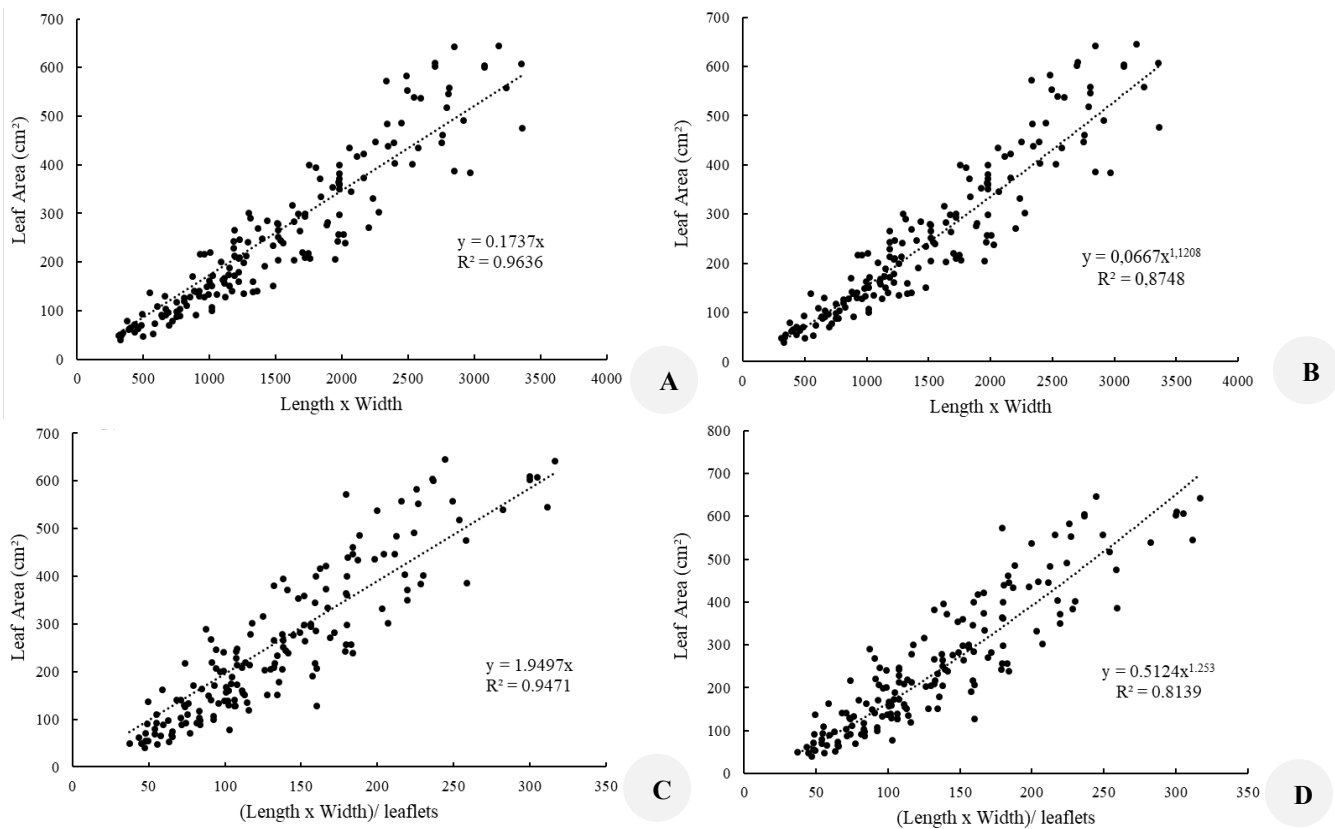 700
600
500
400
300
200
100
0
Leaf Area (cm²)
0 500 1000 1500 2000 2500 3000 3500 4000
Length x Width
y = 0.1737x
R² = 0.9636
A
700
600
500
400
300
200
100
0
Leaf Area (cm²)
0 500 1000 1500 2000 2500 3000 3500 4000
Length x Width
y = 0,0667x^1,1208
R² = 0,8748
B
700
600
500
400
300
200
100
0
Leaf Area (cm²)
0 50 100 150 200 250 300 350
(Length x Width)/ leaflets
y = 1.9497x
R² = 0.9471
C
800
700
600
500
400
300
200
100
0
Leaf Area (cm²)
0 50 100 150 200 250 300 350
(Length x Width)/ leaflets
y = 0.5124x^1.253
R² = 0.8139
D